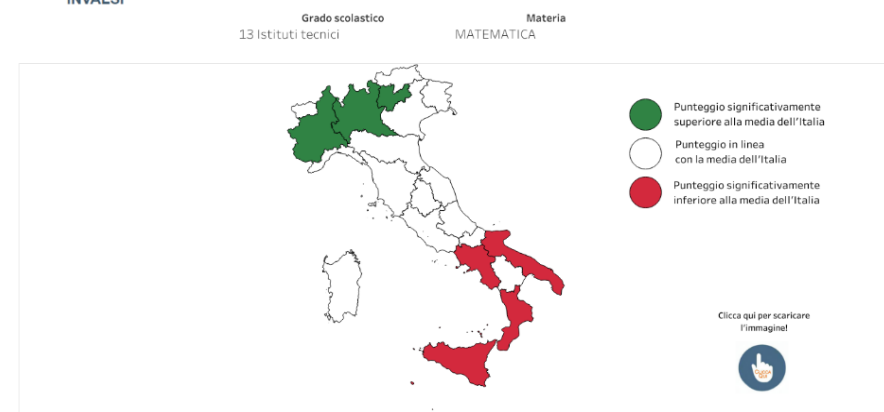 INVALSI
Grado scolastico
Materia
13 Istituti tecnici
MATEMATICA
Punteggio significativamente
superiore alla media dell'Italia
Punteggio in linea
con la media dell'Italia
Punteggio significativamente
inferiore alla media dell'Italia
Clicca qui per scaricare
l'immagine!